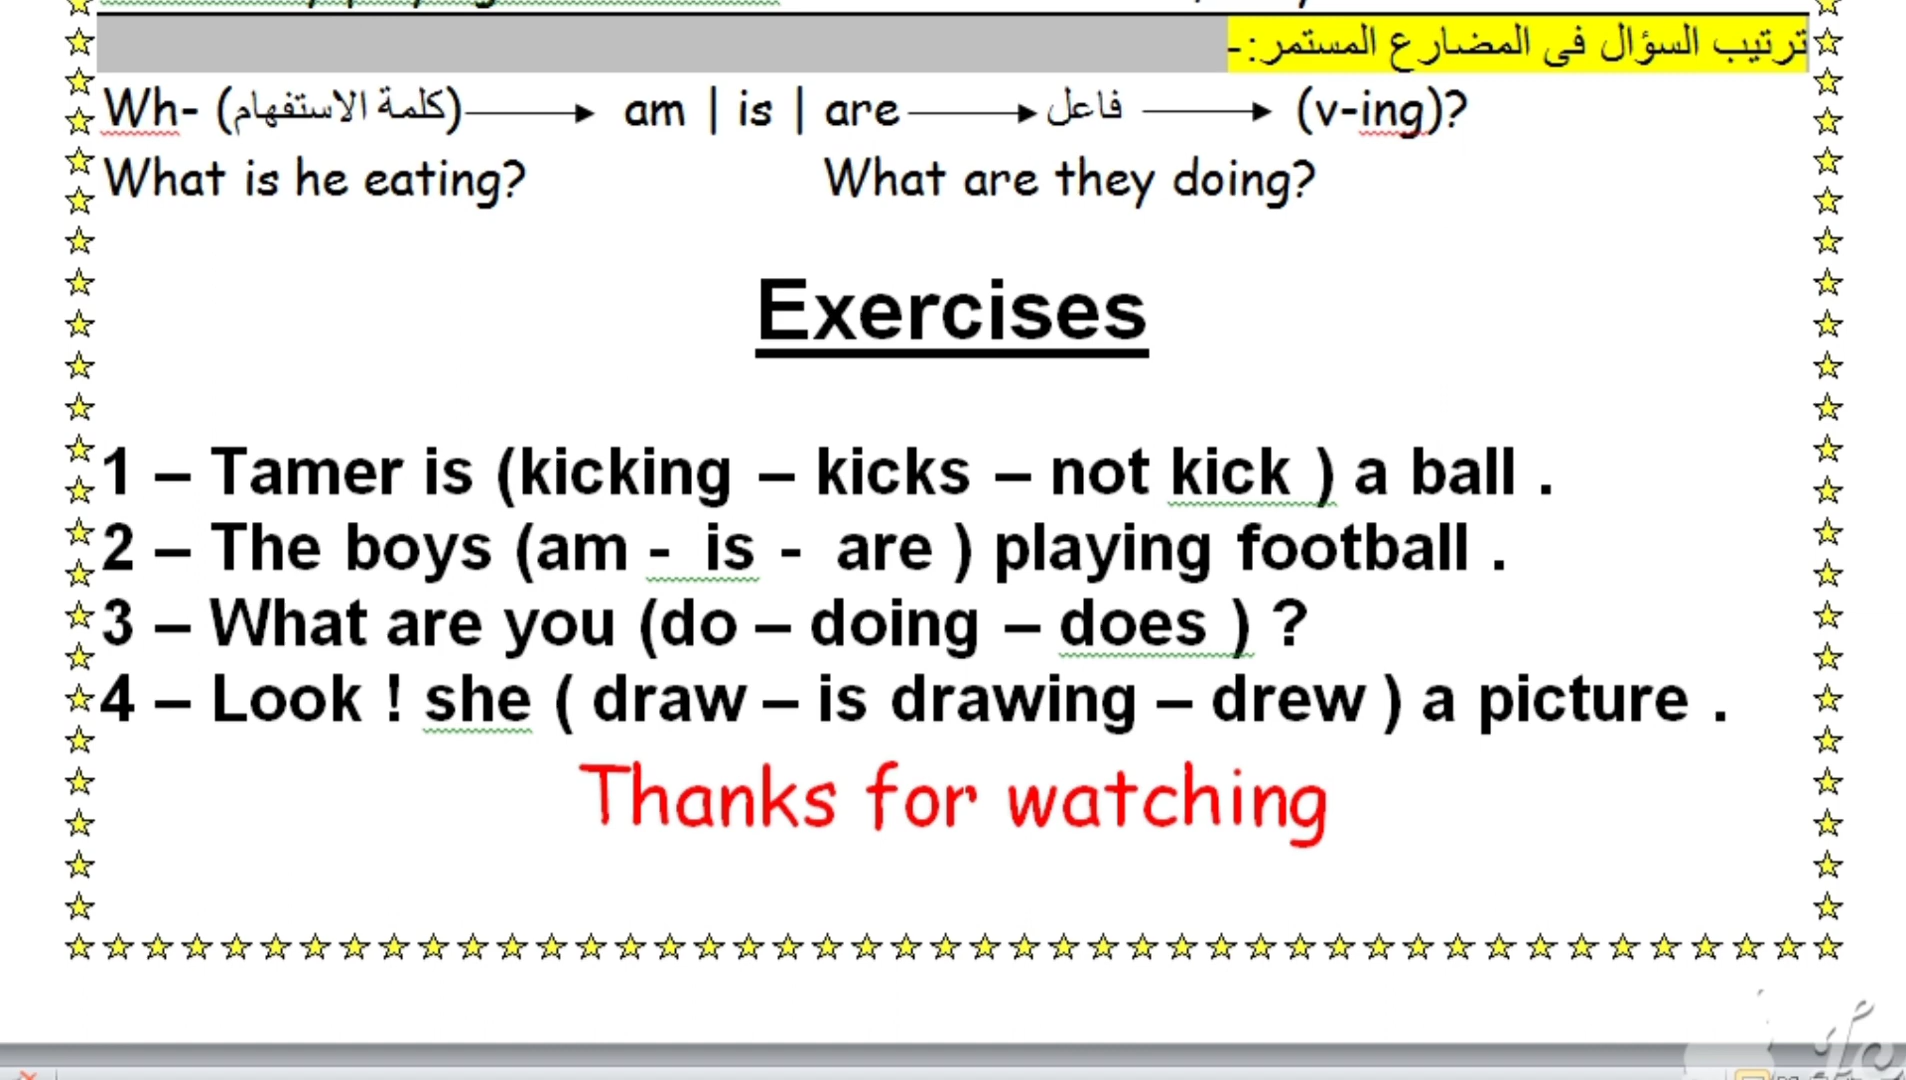 ترتيب السؤال فى المضارع المستمر:-
Wh- (كلمة الاستفهام) am | is | are فاعل (v-ing)?
What is he eating? What are they doing?
Exercises
1 – Tamer is (kicking – kicks – not kick ) a ball .
2 – The boys (am - is - are ) playing football .
3 – What are you (do – doing – does ) ?
4 – Look ! she ( draw – is drawing – drew ) a picture .
Thanks for watching